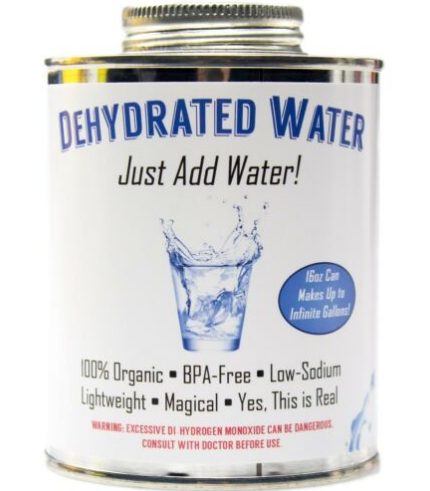 DEHYDRATED WATER
Just Add Water!
16oz Can
Makes Up to
Infinite Gallons!
100% Organic ▪ BPA-Free ▪ Low-Sodium
Lightweight ▪ Magical ▪ Yes, This is Real
WARNING: EXCESSIVE DI-HYDROGEN MONOXIDE CAN BE DANGEROUS,
CONSULT WITH DOCTOR BEFORE USE.